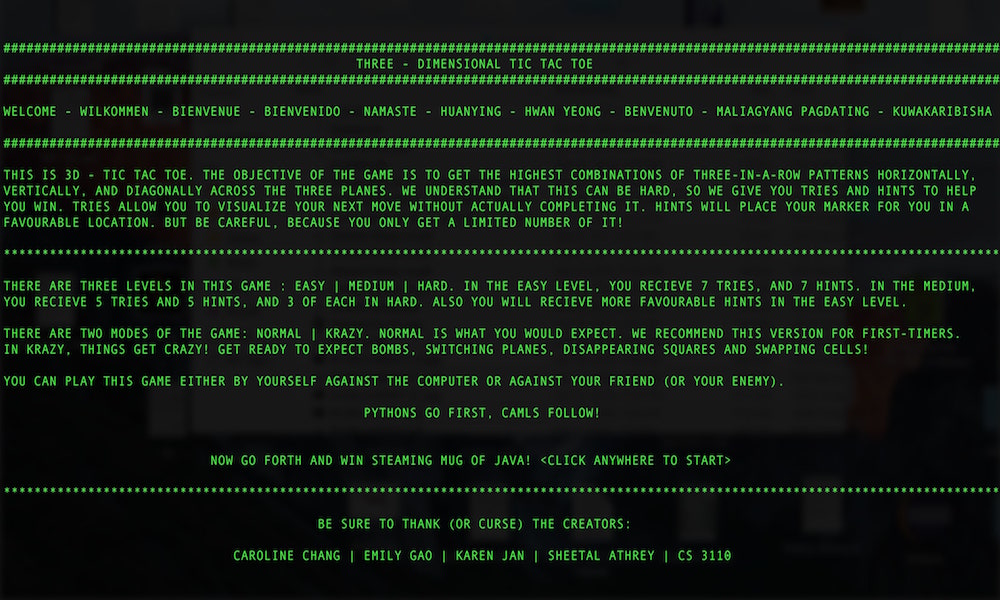 ####################################################################################################################################
THREE - DIMENSIONAL TIC TAC TOE
####################################################################################################################################
WELCOME - WILKOMMEN - BIENVENUE - BIENVENIDO - NAMASTE - HUANYING - HWAN YEONG - BENVENUTO - MALIAGYANG PAGDATING - KUWAKARIBISHA
####################################################################################################################################
THIS IS 3D - TIC TAC TOE. THE OBJECTIVE OF THE GAME IS TO GET THE HIGHEST COMBINATIONS OF THREE-IN-A-ROW PATTERNS HORIZONTALLY,
VERTICALLY, AND DIAGONALLY ACROSS THE THREE PLANES. WE UNDERSTAND THAT THIS CAN BE HARD, SO WE GIVE YOU TRIES AND HINTS TO HELP
YOU WIN. TRIES ALLOW YOU TO VISUALIZE YOUR NEXT MOVE WITHOUT ACTUALLY COMPLETING IT. HINTS WILL PLACE YOUR MARKER FOR YOU IN A
FAVOURABLE LOCATION. BUT BE CAREFUL, BECAUSE YOU ONLY GET A LIMITED NUMBER OF IT!
************************************************************************************************************************************
THERE ARE THREE LEVELS IN THIS GAME : EASY | MEDIUM | HARD. IN THE EASY LEVEL, YOU RECIEVE 7 TRIES, AND 7 HINTS. IN THE MEDIUM,
YOU RECIEVE 5 TRIES AND 5 HINTS, AND 3 OF EACH IN HARD. ALSO YOU WILL RECIEVE MORE FAVOURABLE HINTS IN THE EASY LEVEL.
THERE ARE TWO MODES OF THE GAME: NORMAL | KRAZY. NORMAL IS WHAT YOU WOULD EXPECT. WE RECOMMEND THIS VERSION FOR FIRST-TIMERS.
IN KRAZY, THINGS GET CRAZY! GET READY TO EXPECT BOMBS, SWITCHING PLANES, DISAPPEARING SQUARES AND SWAPPING CELLS!
YOU CAN PLAY THIS GAME EITHER BY YOURSELF AGAINST THE COMPUTER OR AGAINST YOUR FRIEND (OR YOUR ENEMY).
PYTHONS GO FIRST, CAMLS FOLLOW!
NOW GO FORTH AND WIN STEAMING MUG OF JAVA! <CLICK ANYWHERE TO START>
************************************************************************************************************************************
BE SURE TO THANK (OR CURSE) THE CREATORS:
CAROLINE CHANG | EMILY GAO | KAREN JAN | SHEETAL ATHREY | CS 3110